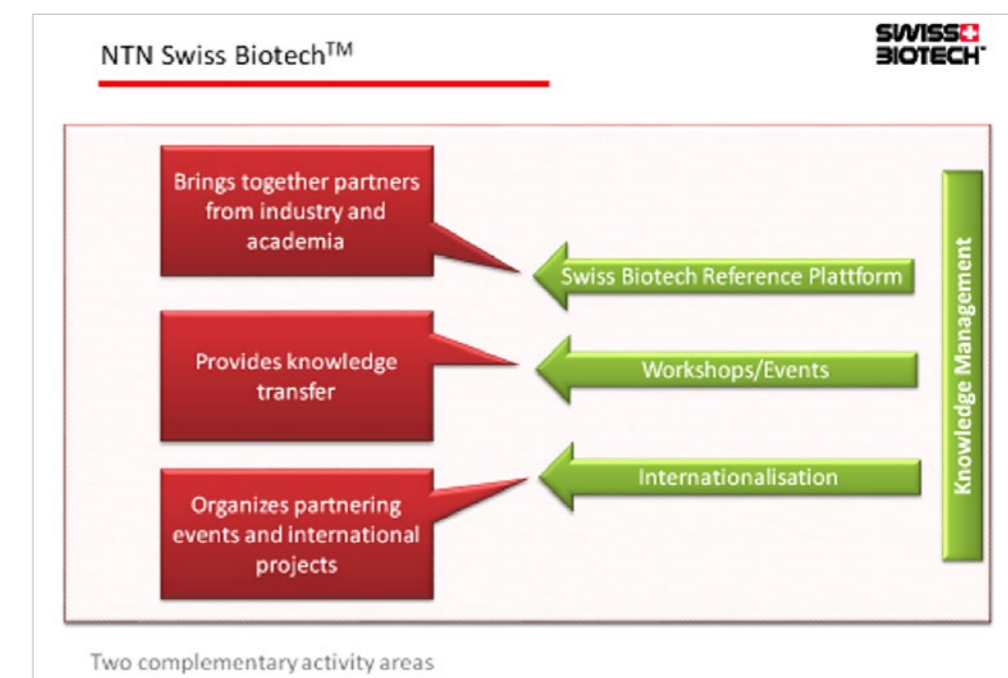 NTN Swiss Biotech™
SWISS
BIOTECH™
Brings together partners
from industry and
academia
Swiss Biotech Reference Plattform
Provides knowledge
transfer
Workshops/Events
Organizes partnering
events and international
projects
Internationalisation
Knowledge Management
Two complementary activity areas